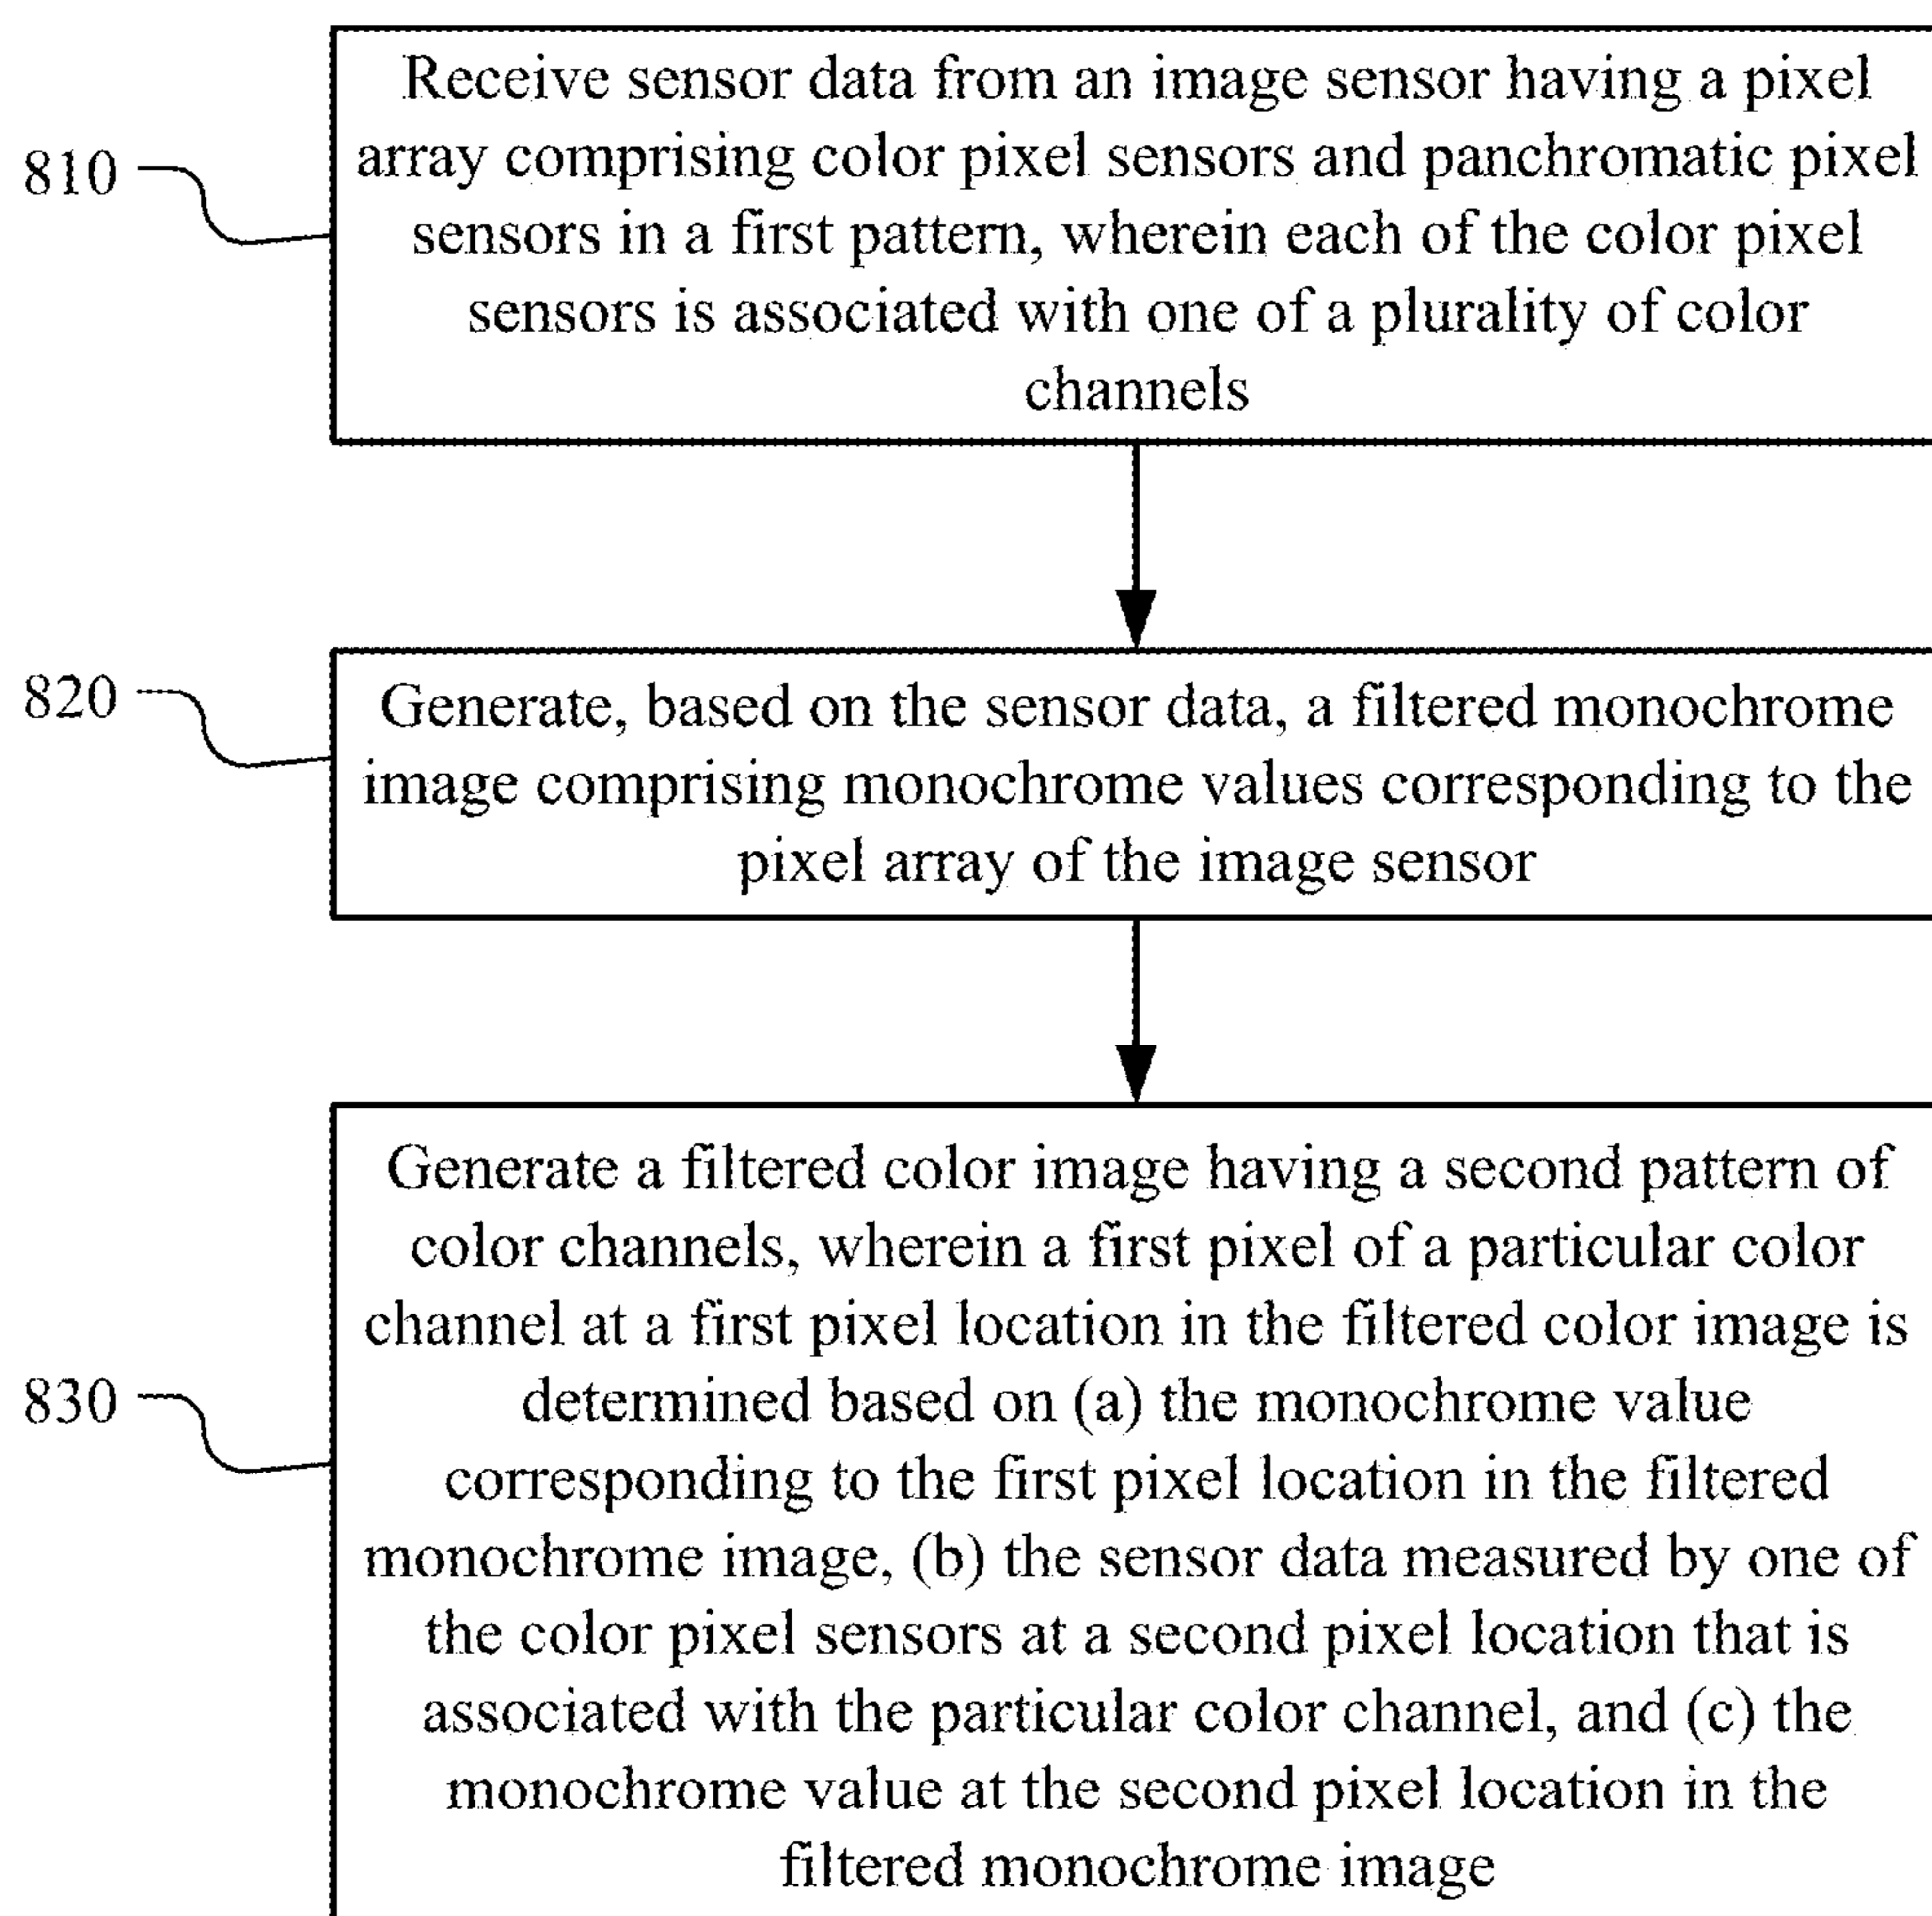 Receive sensor data from an image sensor having a pixel
array comprising color pixel sensors and panchromatic pixel
810
sensors in a first pattern, wherein each of the color pixel
sensors is associated with one of a plurality of color
channels
820
Generate, based on the sensor data, a filtered monochrome
image comprising monochrome values corresponding to the
pixel array of the image sensor
Generate a filtered color image having a second pattern of
color channels, wherein a first pixel of a particular color
channel at a first pixel location in the filtered color image is
830
determined based on (a) the monochrome value
corresponding to the first pixel location in the filtered
monochrome image, (b) the sensor data measured by one of
the color pixel sensors at a second pixel location that is
associated with the particular color channel, and (c) the
monochrome value at the second pixel location in the
filtered monochrome image